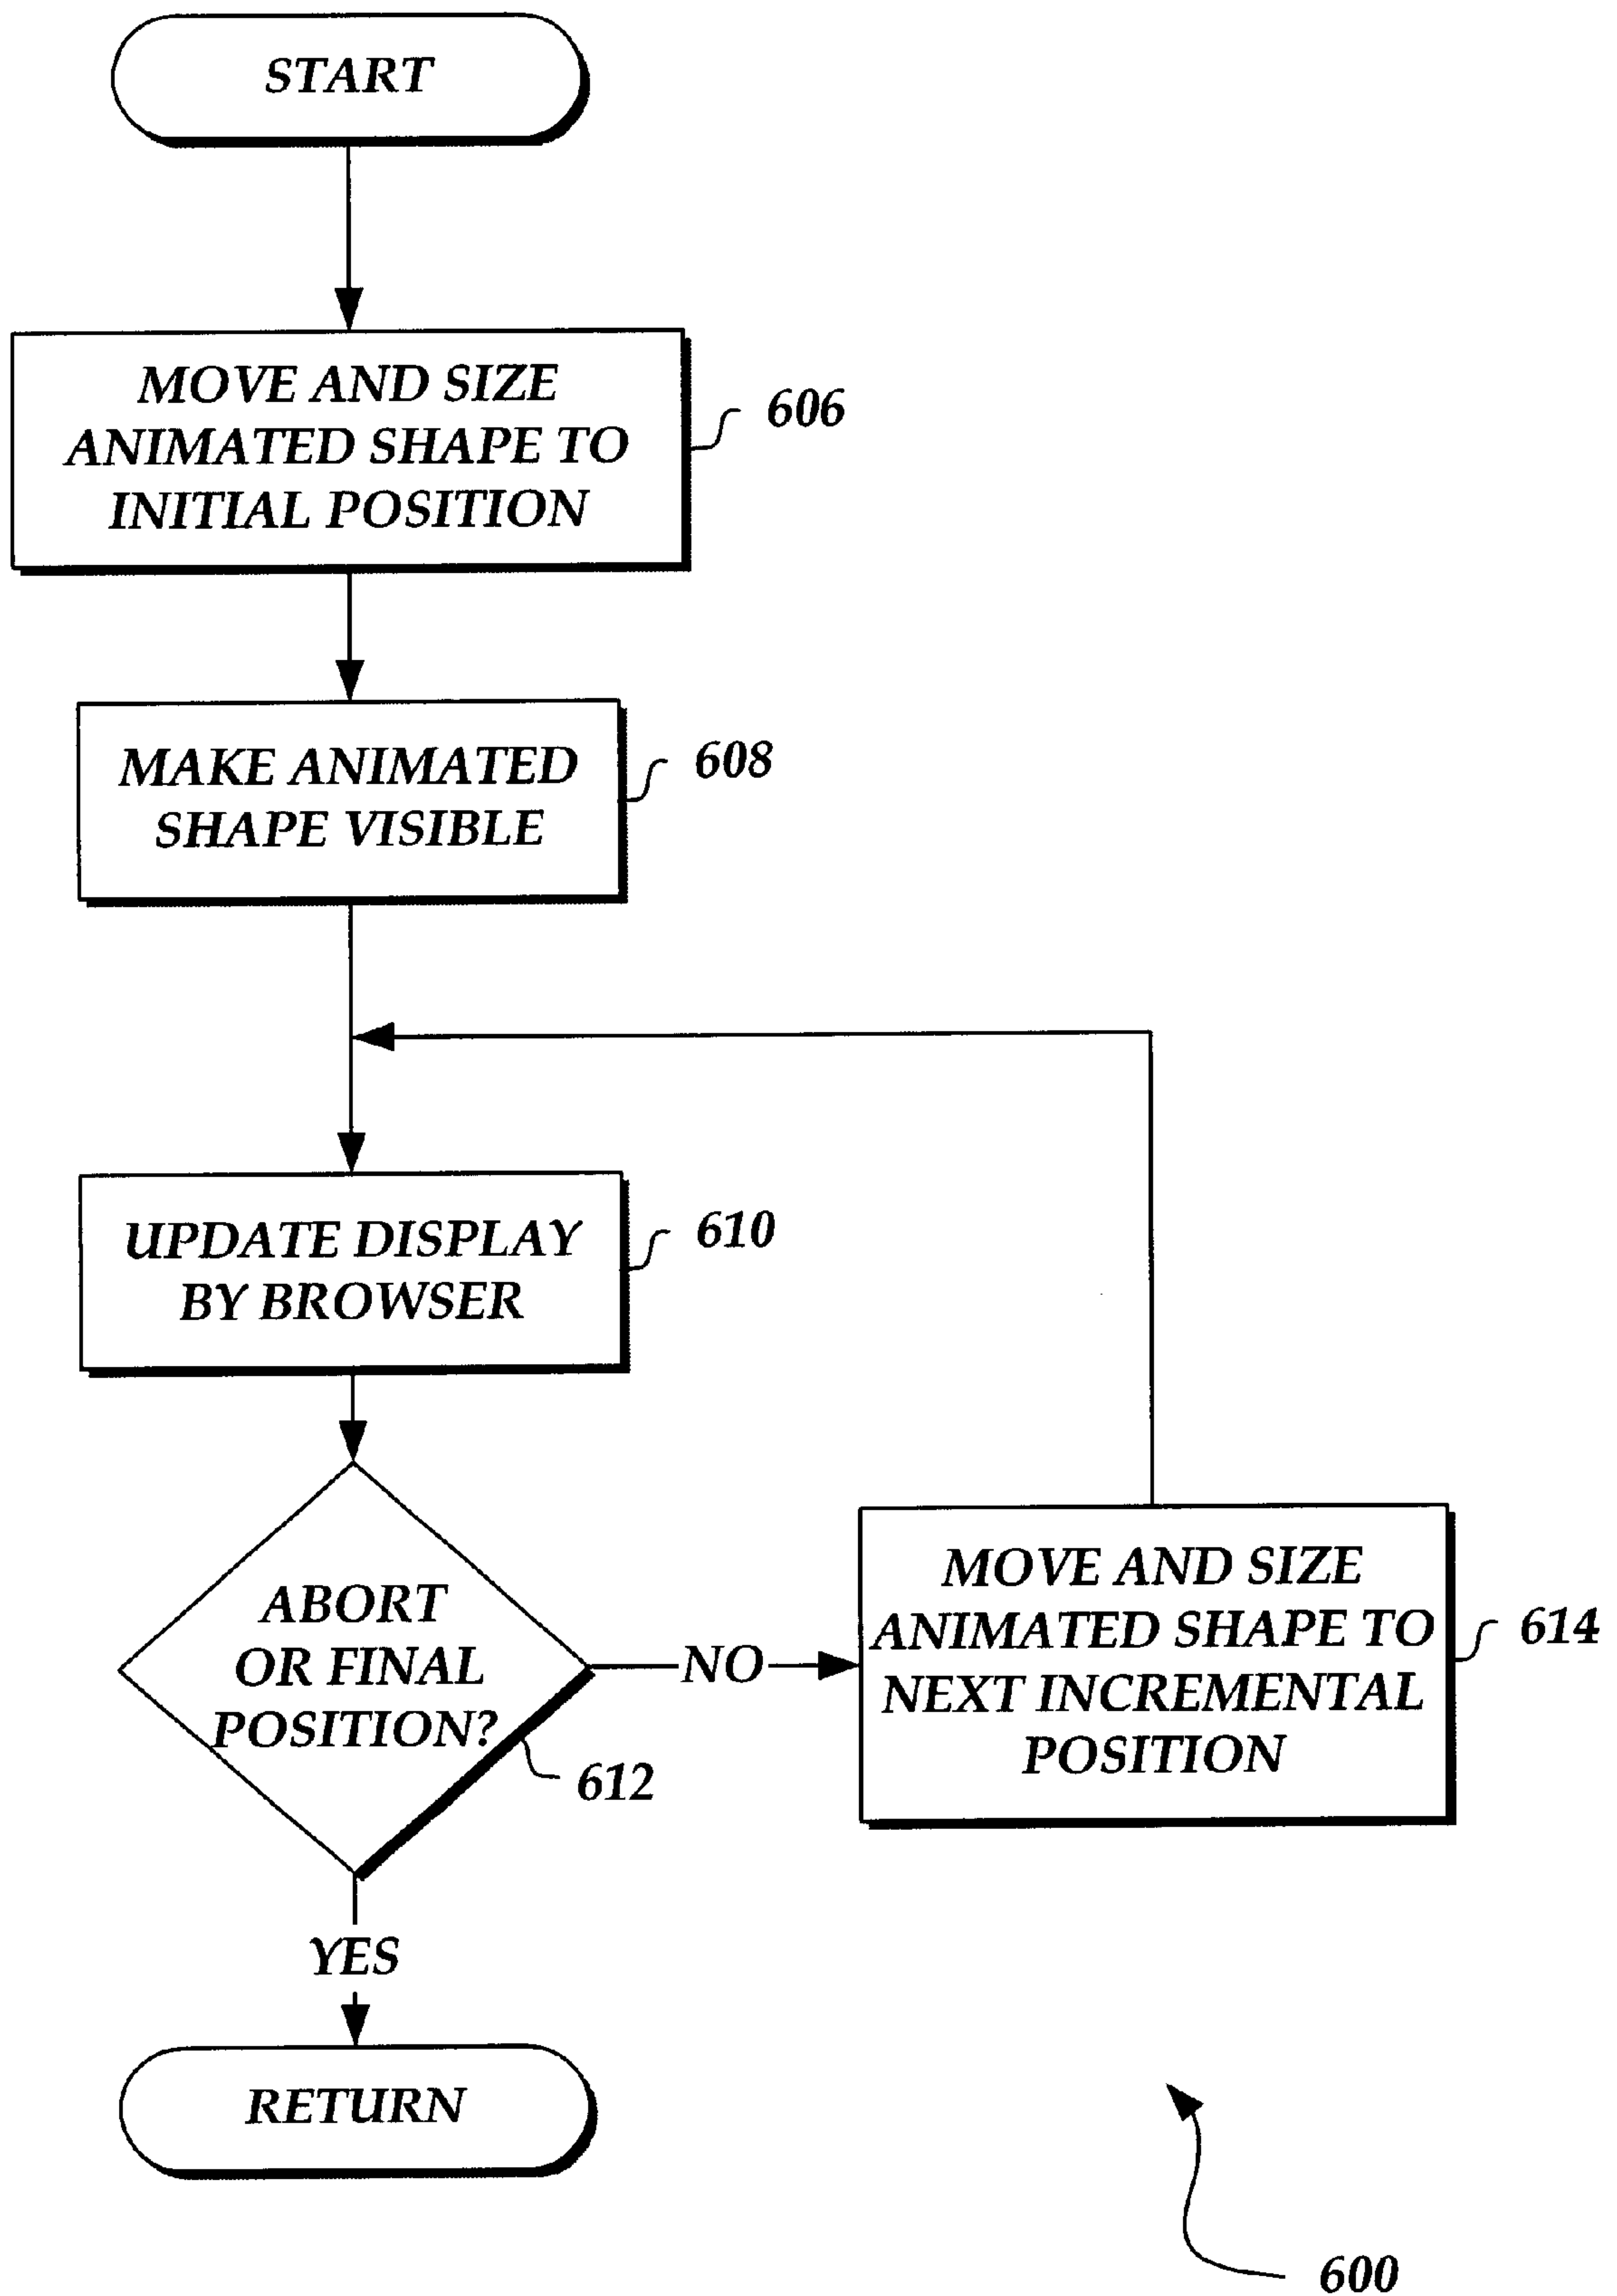 START
MOVE AND SIZE
ANIMATED SHAPE TO
INITIAL POSITION
606
MAKE ANIMATED
SHAPE VISIBLE
608
UPDATE DISPLAY
BY BROWSER
610
ABORT
OR FINAL
POSITION?
612
NO
MOVE AND SIZE
ANIMATED SHAPE TO
NEXT INCREMENTAL
POSITION
614
YES
RETURN
600